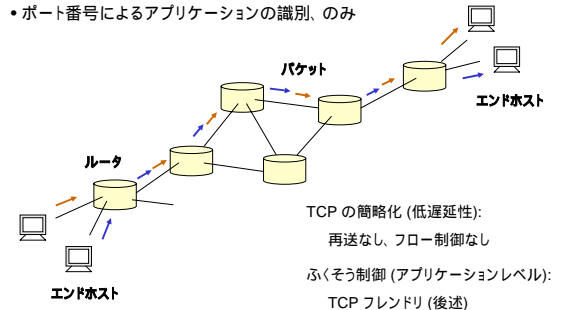 • ポート番号によるアプリケーションの識別、のみ
パケット
エンドホスト
ルータ
エンドホスト
TCP の簡略化 (低遅延性):
再送なし、フロー制御なし
ふくそう制御 (アプリケーションレベル):
TCP フレンドリ (後述)